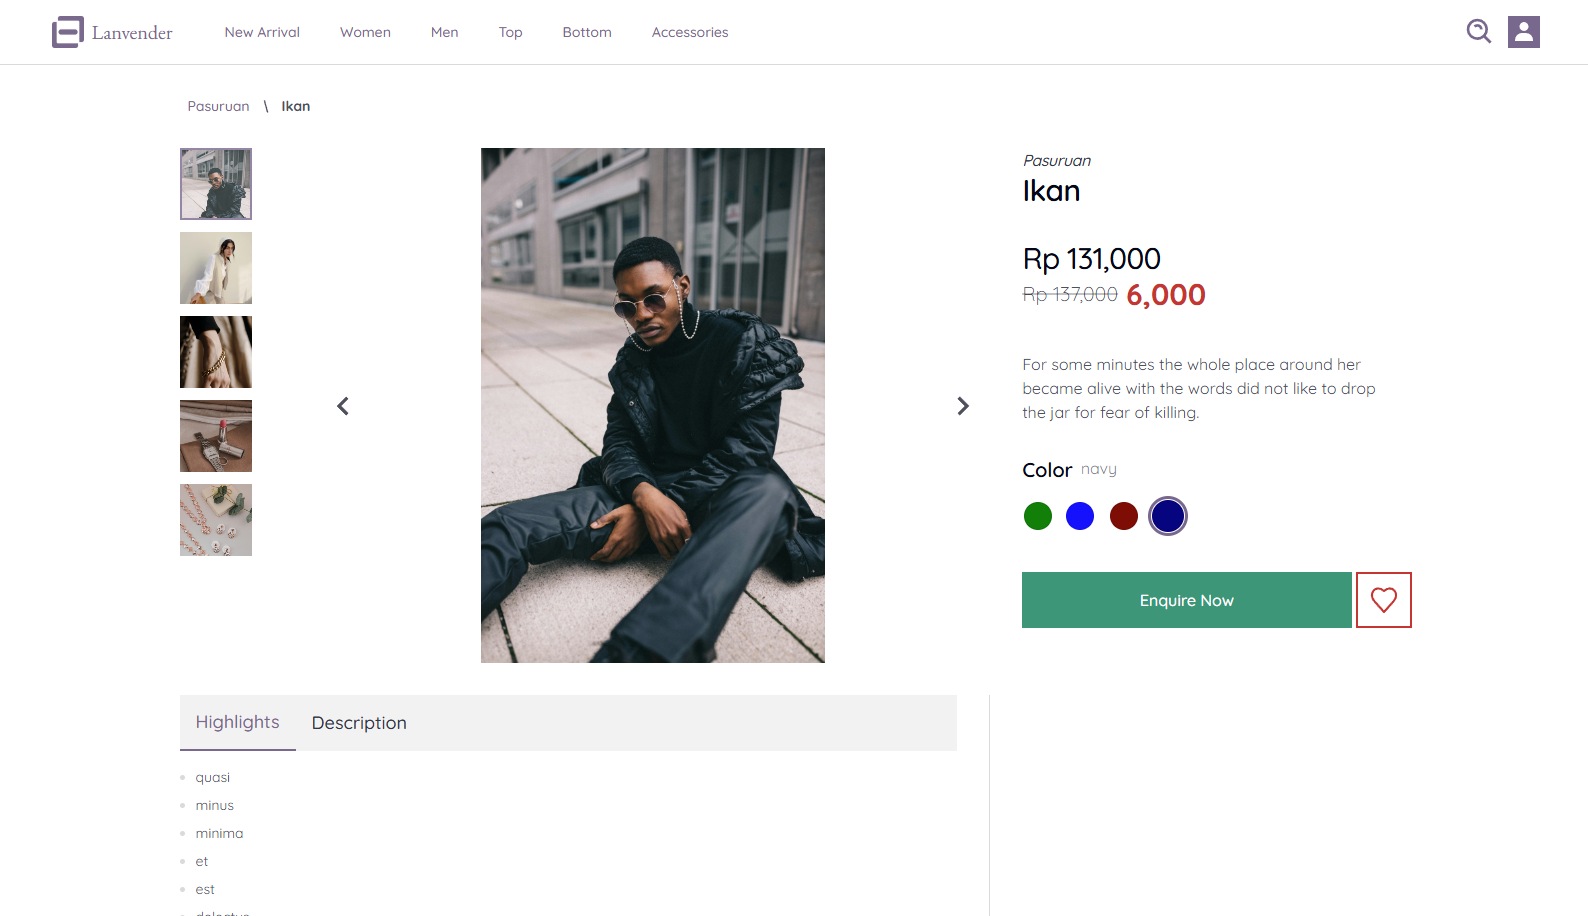 Lanvender
New Arrival
Women
Men
Top
Bottom
Accessories
Pasuruan \ Ikan
Pasuruan
Ikan
Rp 131,000
Rp 137,000 6,000
For some minutes the whole place around her
became alive with the words did not like to drop
the jar for fear of killing.
Color navy
Enquire Now
Highlights
Description
quasi
minus
minima
et
est